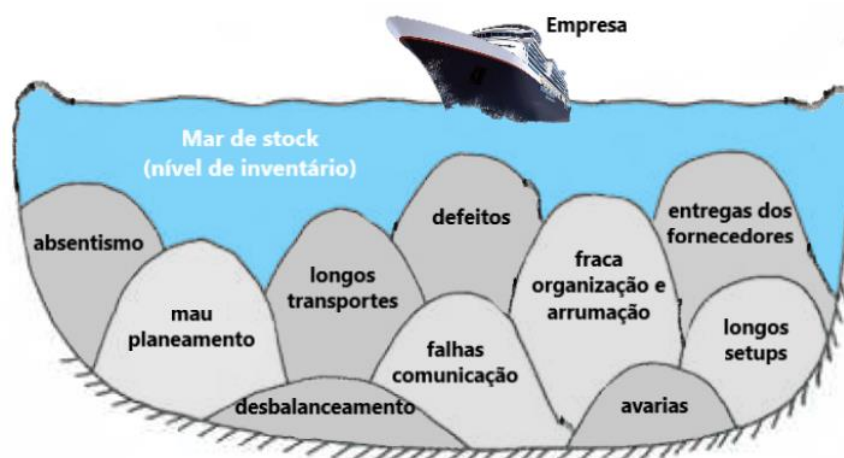 Empresa
Mar de stock
(nível de inventário)
absentismo
mau
planeamento
longos
transportes
defeitos
falhas
comunicação
desbalanceamento
fraca
organização e
arrumação
entregas dos
fornecedores
longos
setups
avarias